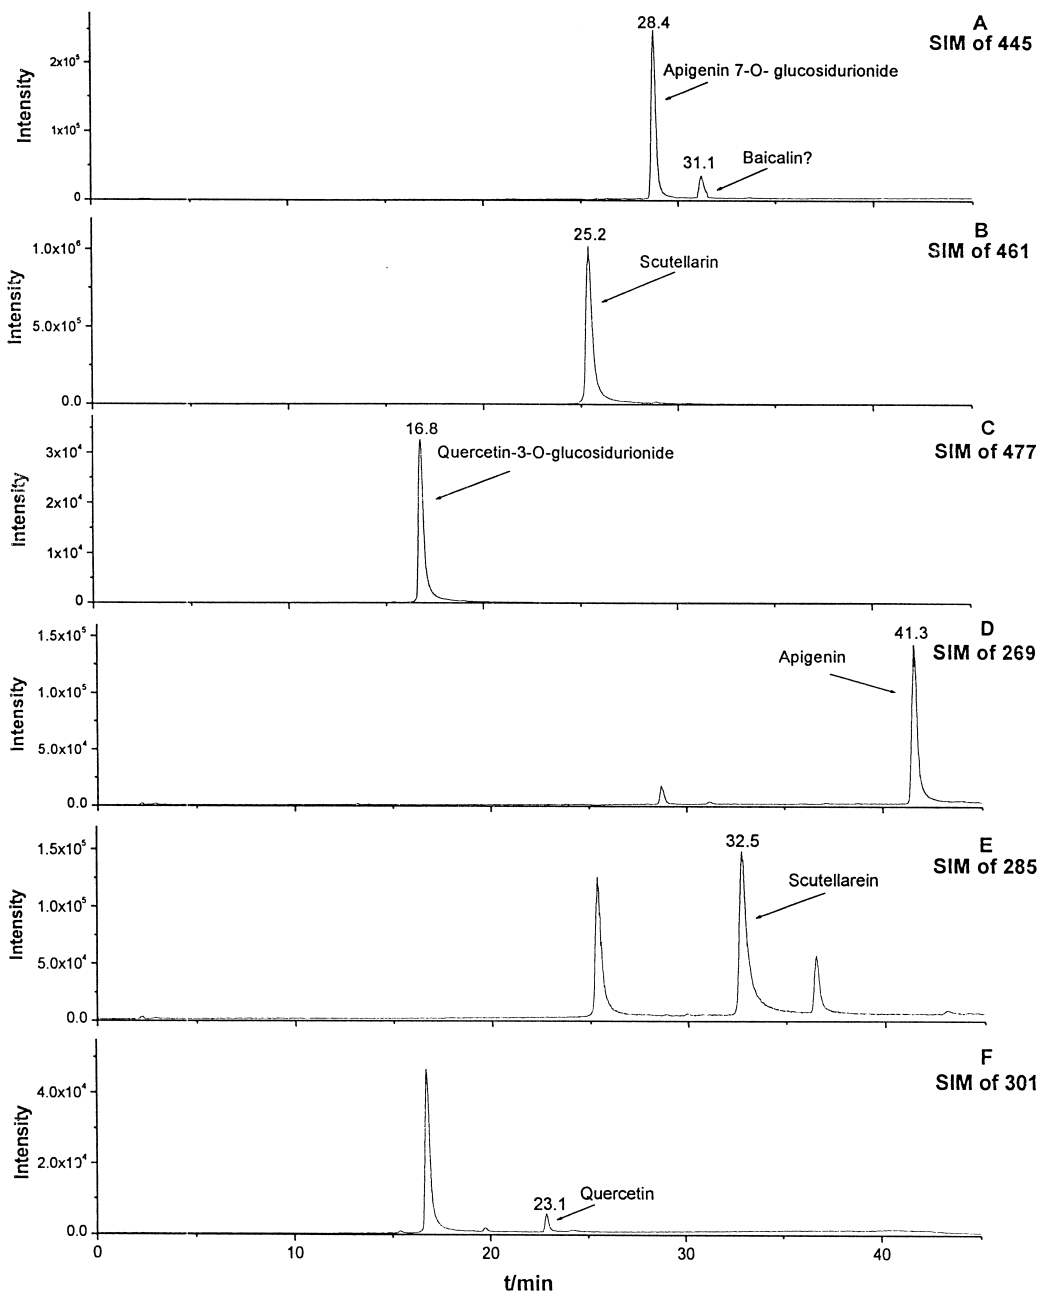 A
SIM of 445
28.4
Apigenin 7-O- glucosidurionide
31.1
Baicalin?
Intensity
2x10⁵
1x10⁵
0
B
SIM of 461
25.2
Scutellarin
Intensity
1.0x10⁶
5.0x10⁵
0.0
C
SIM of 477
16.8
Quercetin-3-O-glucosidurionide
Intensity
3x10⁴
2x10⁴
1x10⁴
0
D
SIM of 269
41.3
Apigenin
Intensity
1.5x10⁵
1.0x10⁵
5.0x10⁴
0.0
E
SIM of 285
32.5
Scutellarein
Intensity
1.5x10⁵
1.0x10⁵
5.0x10⁴
0.0
F
SIM of 301
23.1
Quercetin
Intensity
4.0x10⁴
2.0x10⁴
0.0
0 10 20 30 40
t/min